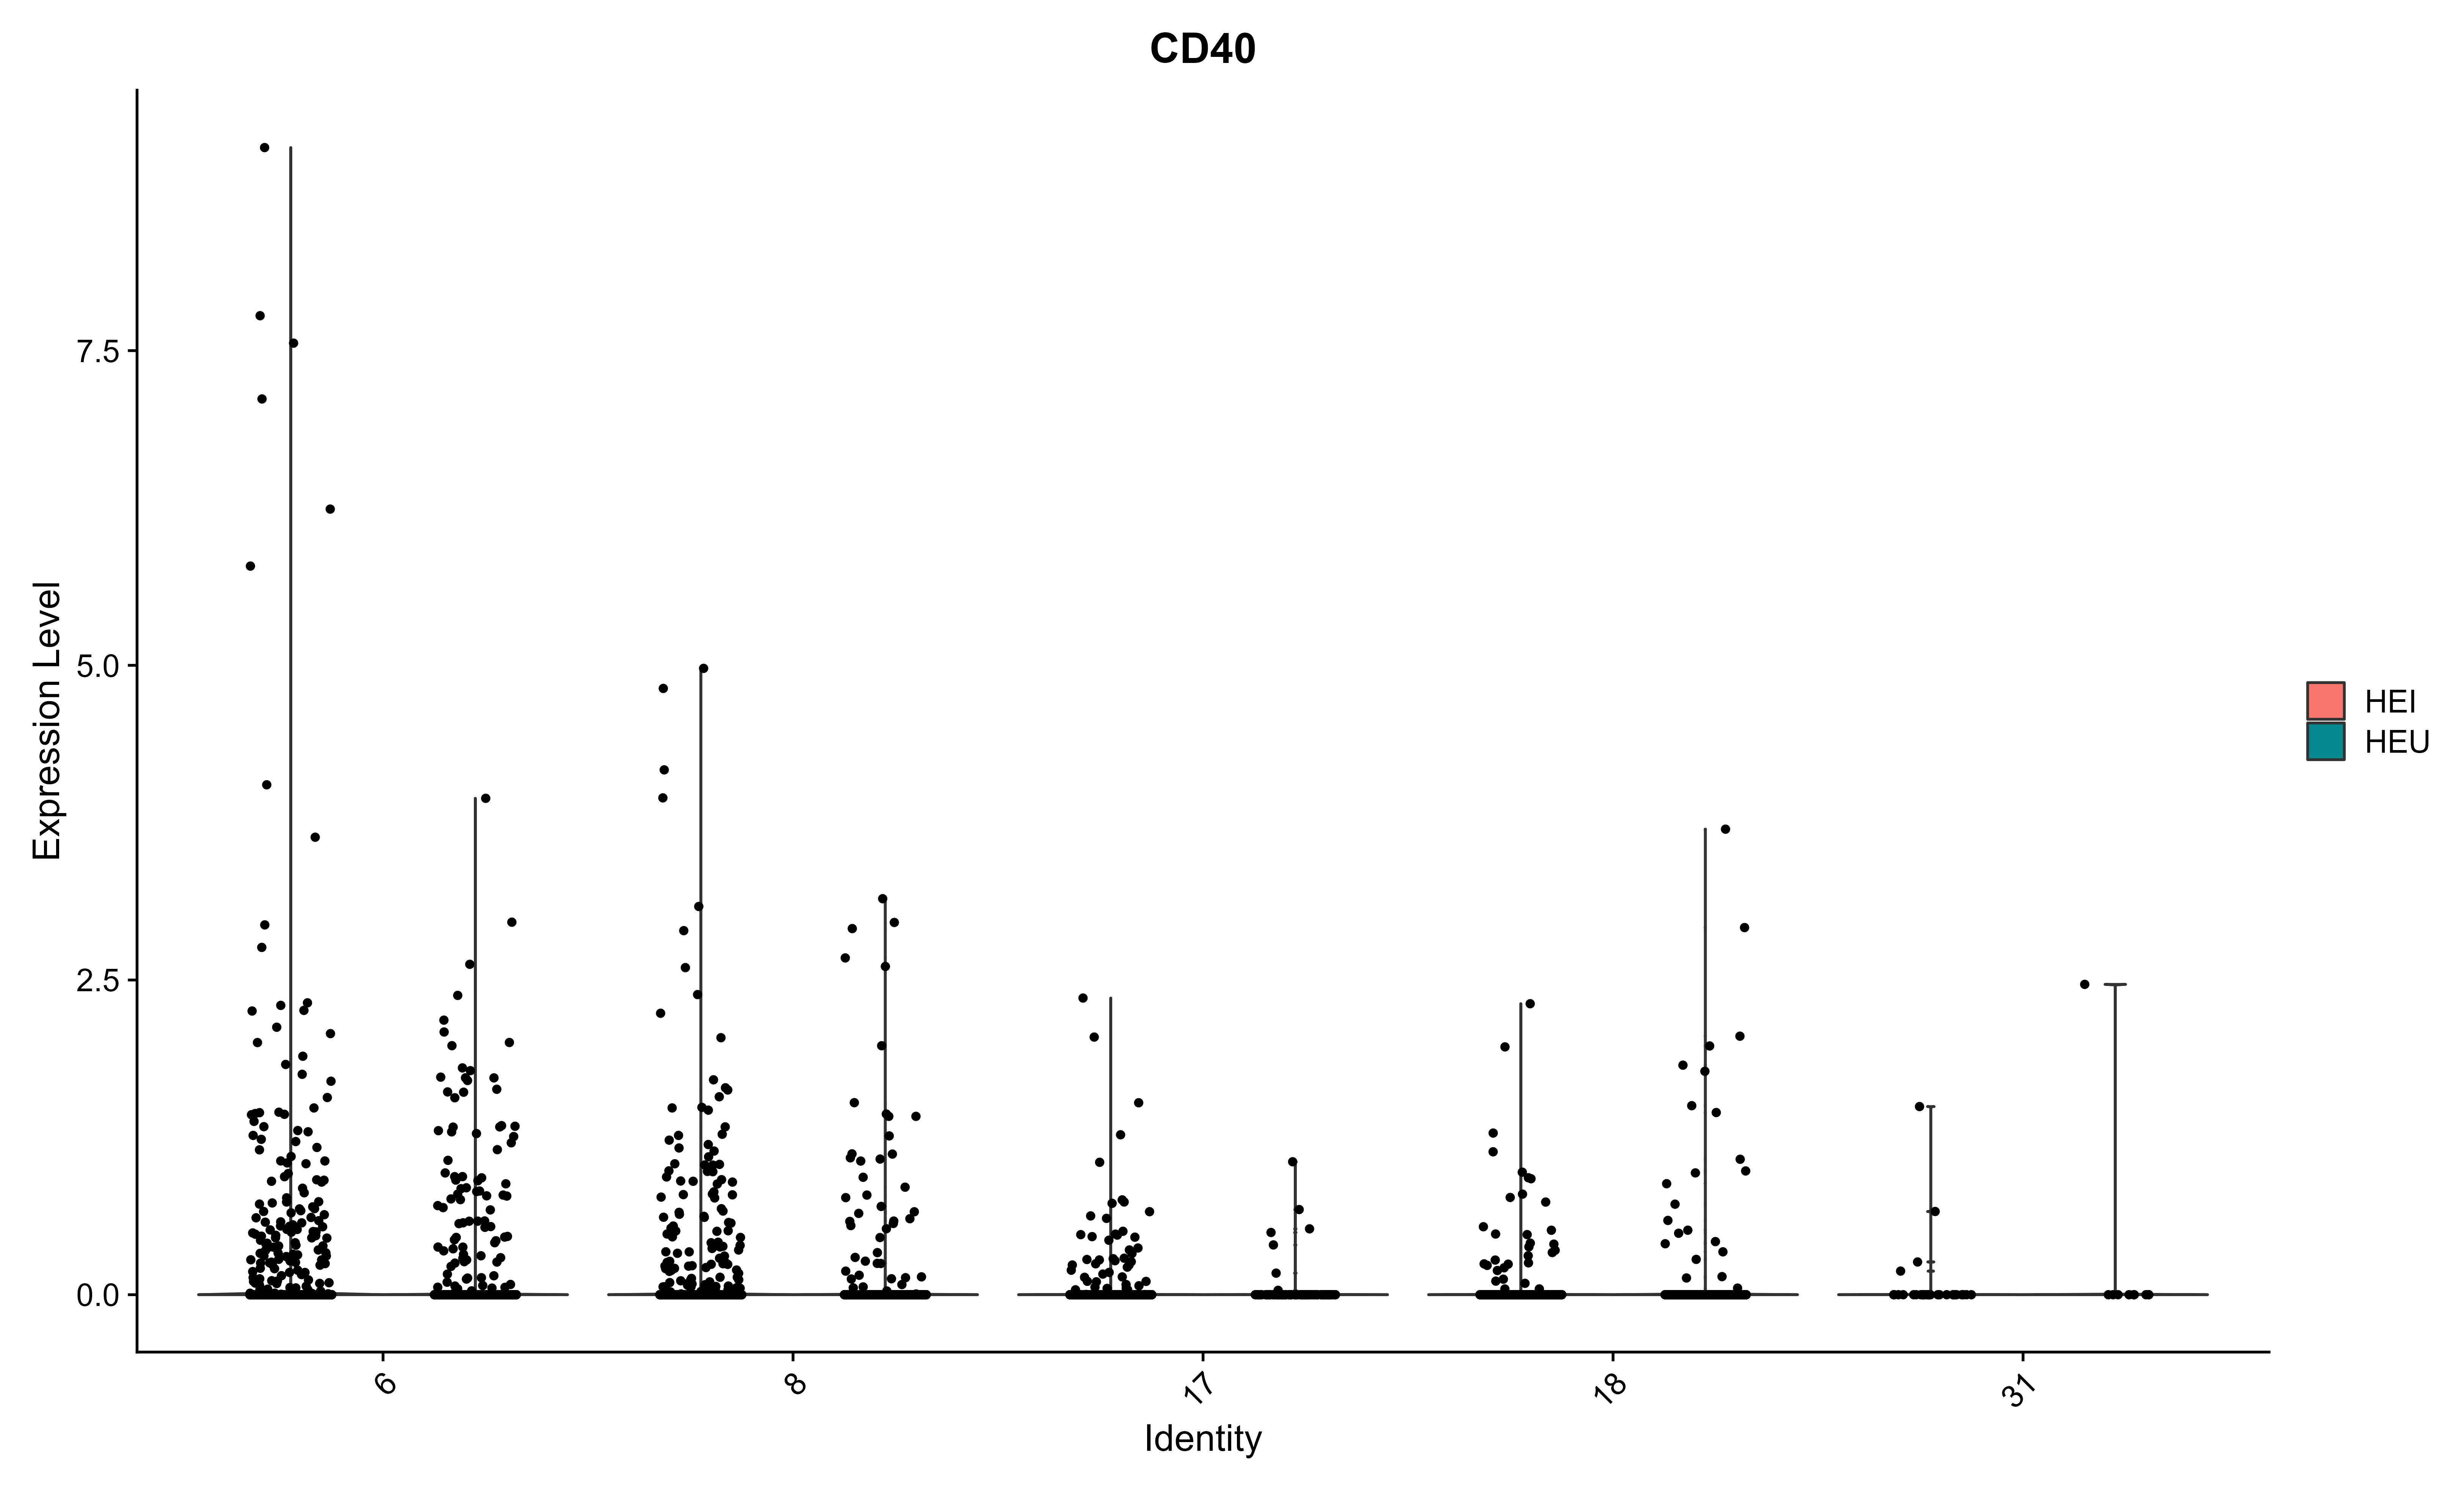 CD40
Expression Level
7.5
5.0
2.5
0.0
6
8
17
18
31
Identity
HEI
HEU